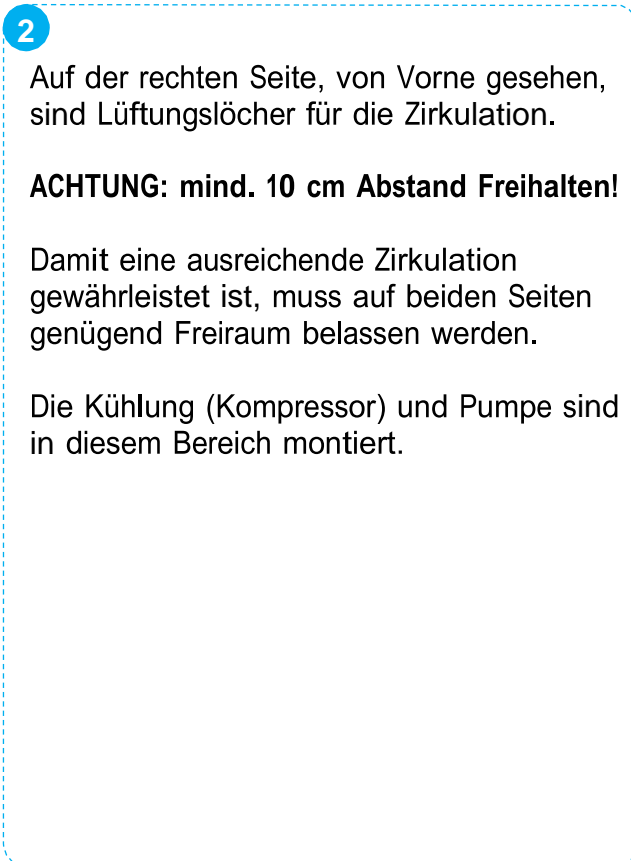 2
Auf der rechten Seite, von Vorne gesehen,
sind Lüftungslöcher für die Zirkulation.
ACHTUNG: mind. 10 cm Abstand Freihalten!
Damit eine ausreichende Zirkulation
gewährleistet ist, muss auf beiden Seiten
genügend Freiraum belassen werden.
Die Kühlung (Kompressor) und Pumpe sind
in diesem Bereich montiert.